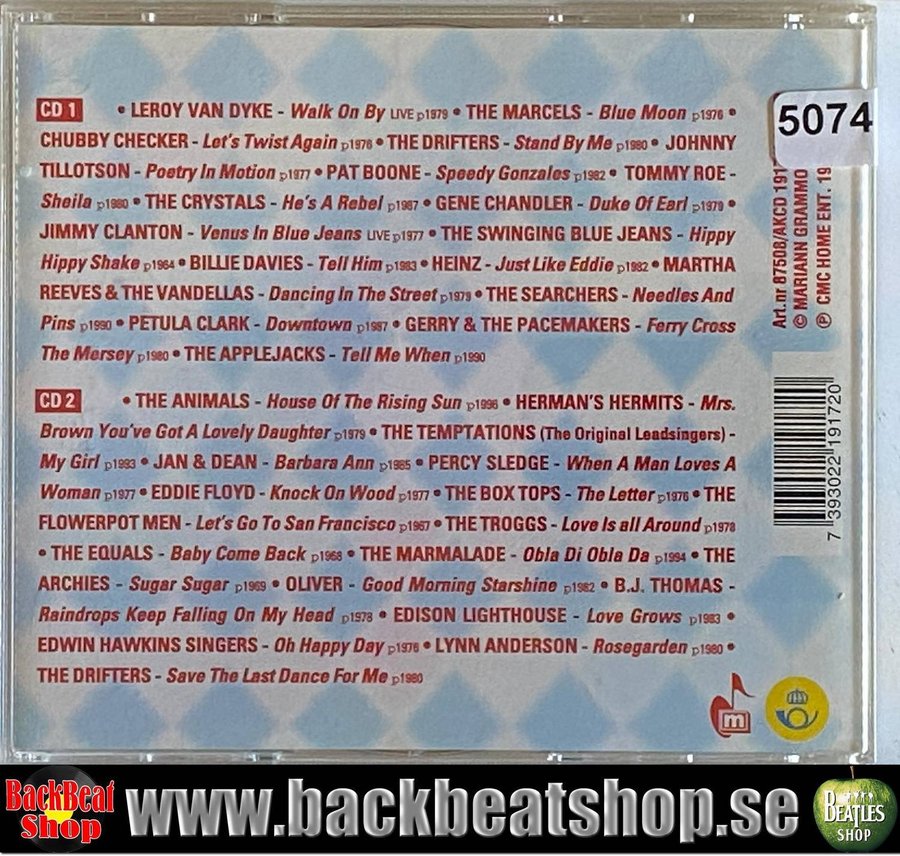 CD 1 • LEROY VAN DYKE - Walk On By LIVE p1979 • THE MARCELS - Blue Moon p1976 •
CHUBBY CHECKER - Let's Twist Again p1976 • THE DRIFTERS - Stand By Me p1980 • JOHNNY
TILLOTSON - Poetry In Motion p1977 • PAT BOONE - Speedy Gonzales p1982 • TOMMY ROE -
Sheila p1980 • THE CRYSTALS - He's A Rebel p1987 • GENE CHANDLER - Duke Of Earl p1979 •
JIMMY CLANTON - Venus In Blue Jeans LIVE p1977 • THE SWINGING BLUE JEANS - Hippy
Hippy Shake p1964 • BILLIE DAVIES - Tell Him p1983 • HEINZ - Just Like Eddie p1982 • MARTHA
REEVES & THE VANDELLAS - Dancing In The Street p1979 • THE SEARCHERS - Needles And
Pins p1990 • PETULA CLARK - Downtown p1987 • GERRY & THE PACEMAKERS - Ferry Cross
The Mersey p1980 • THE APPLEJACKS - Tell Me When p1990
CD 2 • THE ANIMALS - House Of The Rising Sun p1996 • HERMAN'S HERMITS - Mrs.
Brown You've Got A Lovely Daughter p1979 • THE TEMPTATIONS (The Original Leadsingers) -
My Girl p1993 • JAN & DEAN - Barbara Ann p1985 • PERCY SLEDGE - When A Man Loves A
Woman p1977 • EDDIE FLOYD - Knock On Wood p1977 • THE BOX TOPS - The Letter p1976 • THE
FLOWERPOT MEN - Let's Go To San Francisco p1967 • THE TROGGS - Love Is all Around p1978
• THE EQUALS - Baby Come Back p1968 • THE MARMALADE - Obla Di Obla Da p1994 • THE
ARCHIES - Sugar Sugar p1969 • OLIVER - Good Morning Starshine p1982 • B.J. THOMAS -
Raindrops Keep Falling On My Head p1978 • EDISON LIGHTHOUSE - Love Grows p1983 •
EDWIN HAWKINS SINGERS - Oh Happy Day p1976 • LYNN ANDERSON - Rosegarden p1980 •
THE DRIFTERS - Save The Last Dance For Me p1980
5074
Art.nr 87508/AKCD 191
© MARIANN GRAMMO
℗ CMC HOME ENT. 19
7 393022 191720
m
BackBeat
Shop
www.backbeatshop.se
BEATLES
SHOP